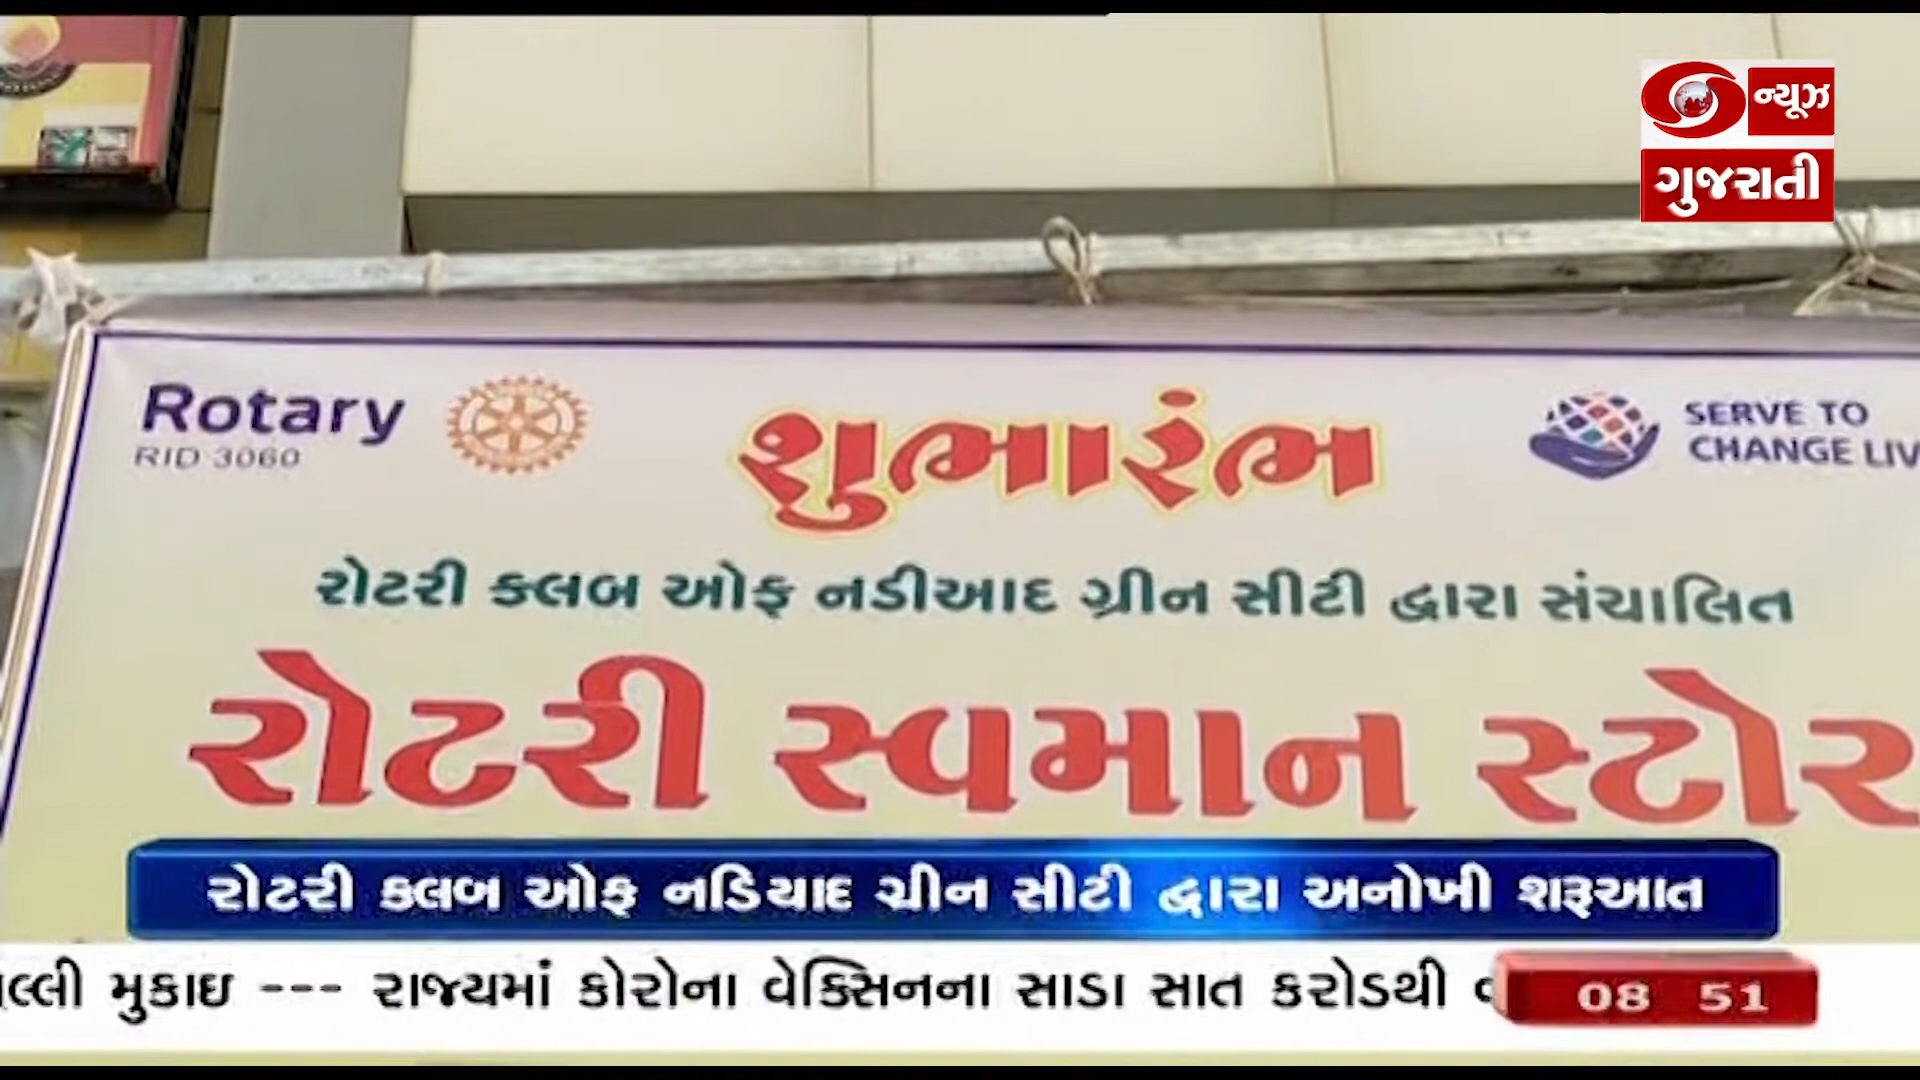 ન્યૂઝ
ગુજરાતી
Rotary
RID 3060
શુભારંભ
SERVE TO
CHANGE LIV
રોટરી ક્લબ ઓફ નડીઆદ ગ્રીન સીટી દ્વારા સંચાલિત
રોટરી સ્વમાન સ્ટોર
રોટરી ક્લબ ઓફ નડિયાદ ગ્રીન સીટી દ્વારા અનોખી શરૂઆત
લ્લી મુકાઇ --- રાજ્યમાં કોરોના વેક્સિનના સાડા સાત કરોડથી
08 51